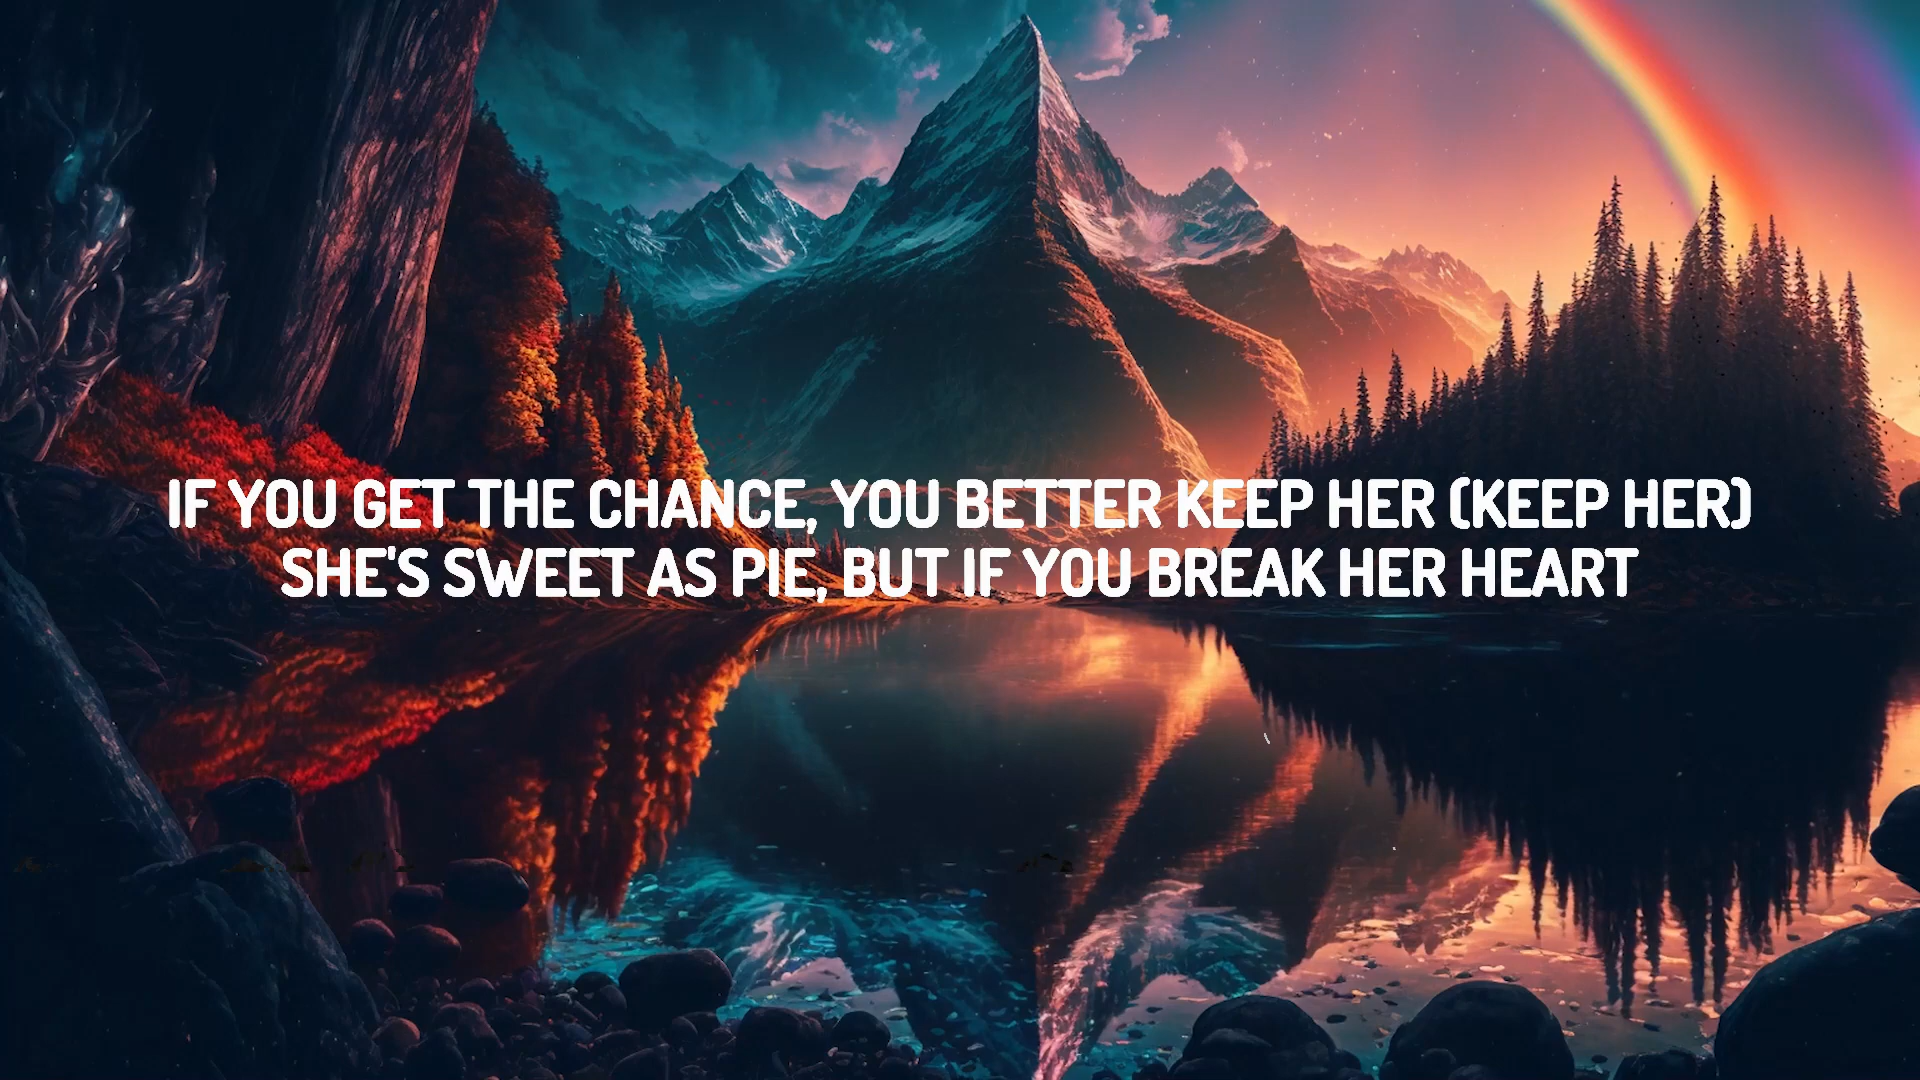 IF YOU GET THE CHANCE, YOU BETTER KEEP HER (KEEP HER)
SHE'S SWEET AS PIE, BUT IF YOU BREAK HER HEART